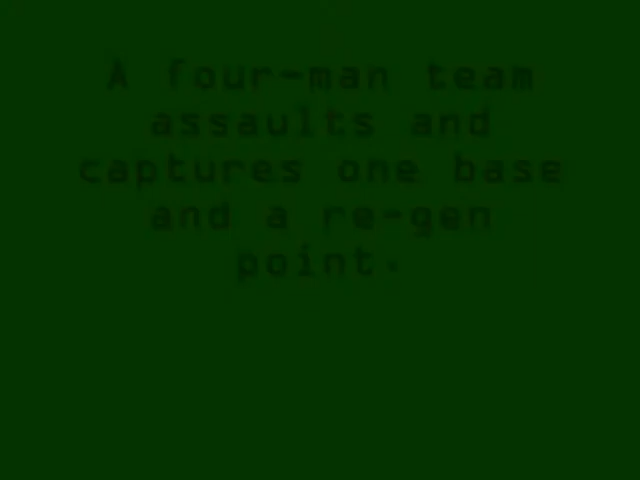 A four-man team
assaults and
captures one base
and a re-gen
point.